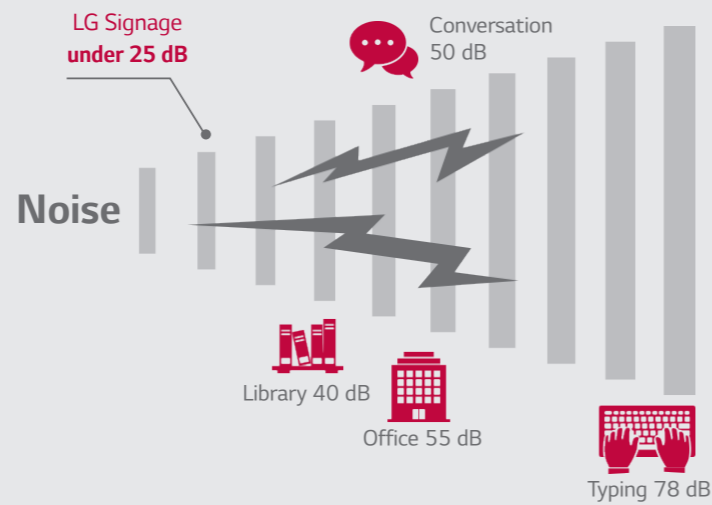 LG Signage
under 25 dB
Conversation
50 dB
Noise
Library 40 dB
Office 55 dB
Typing 78 dB